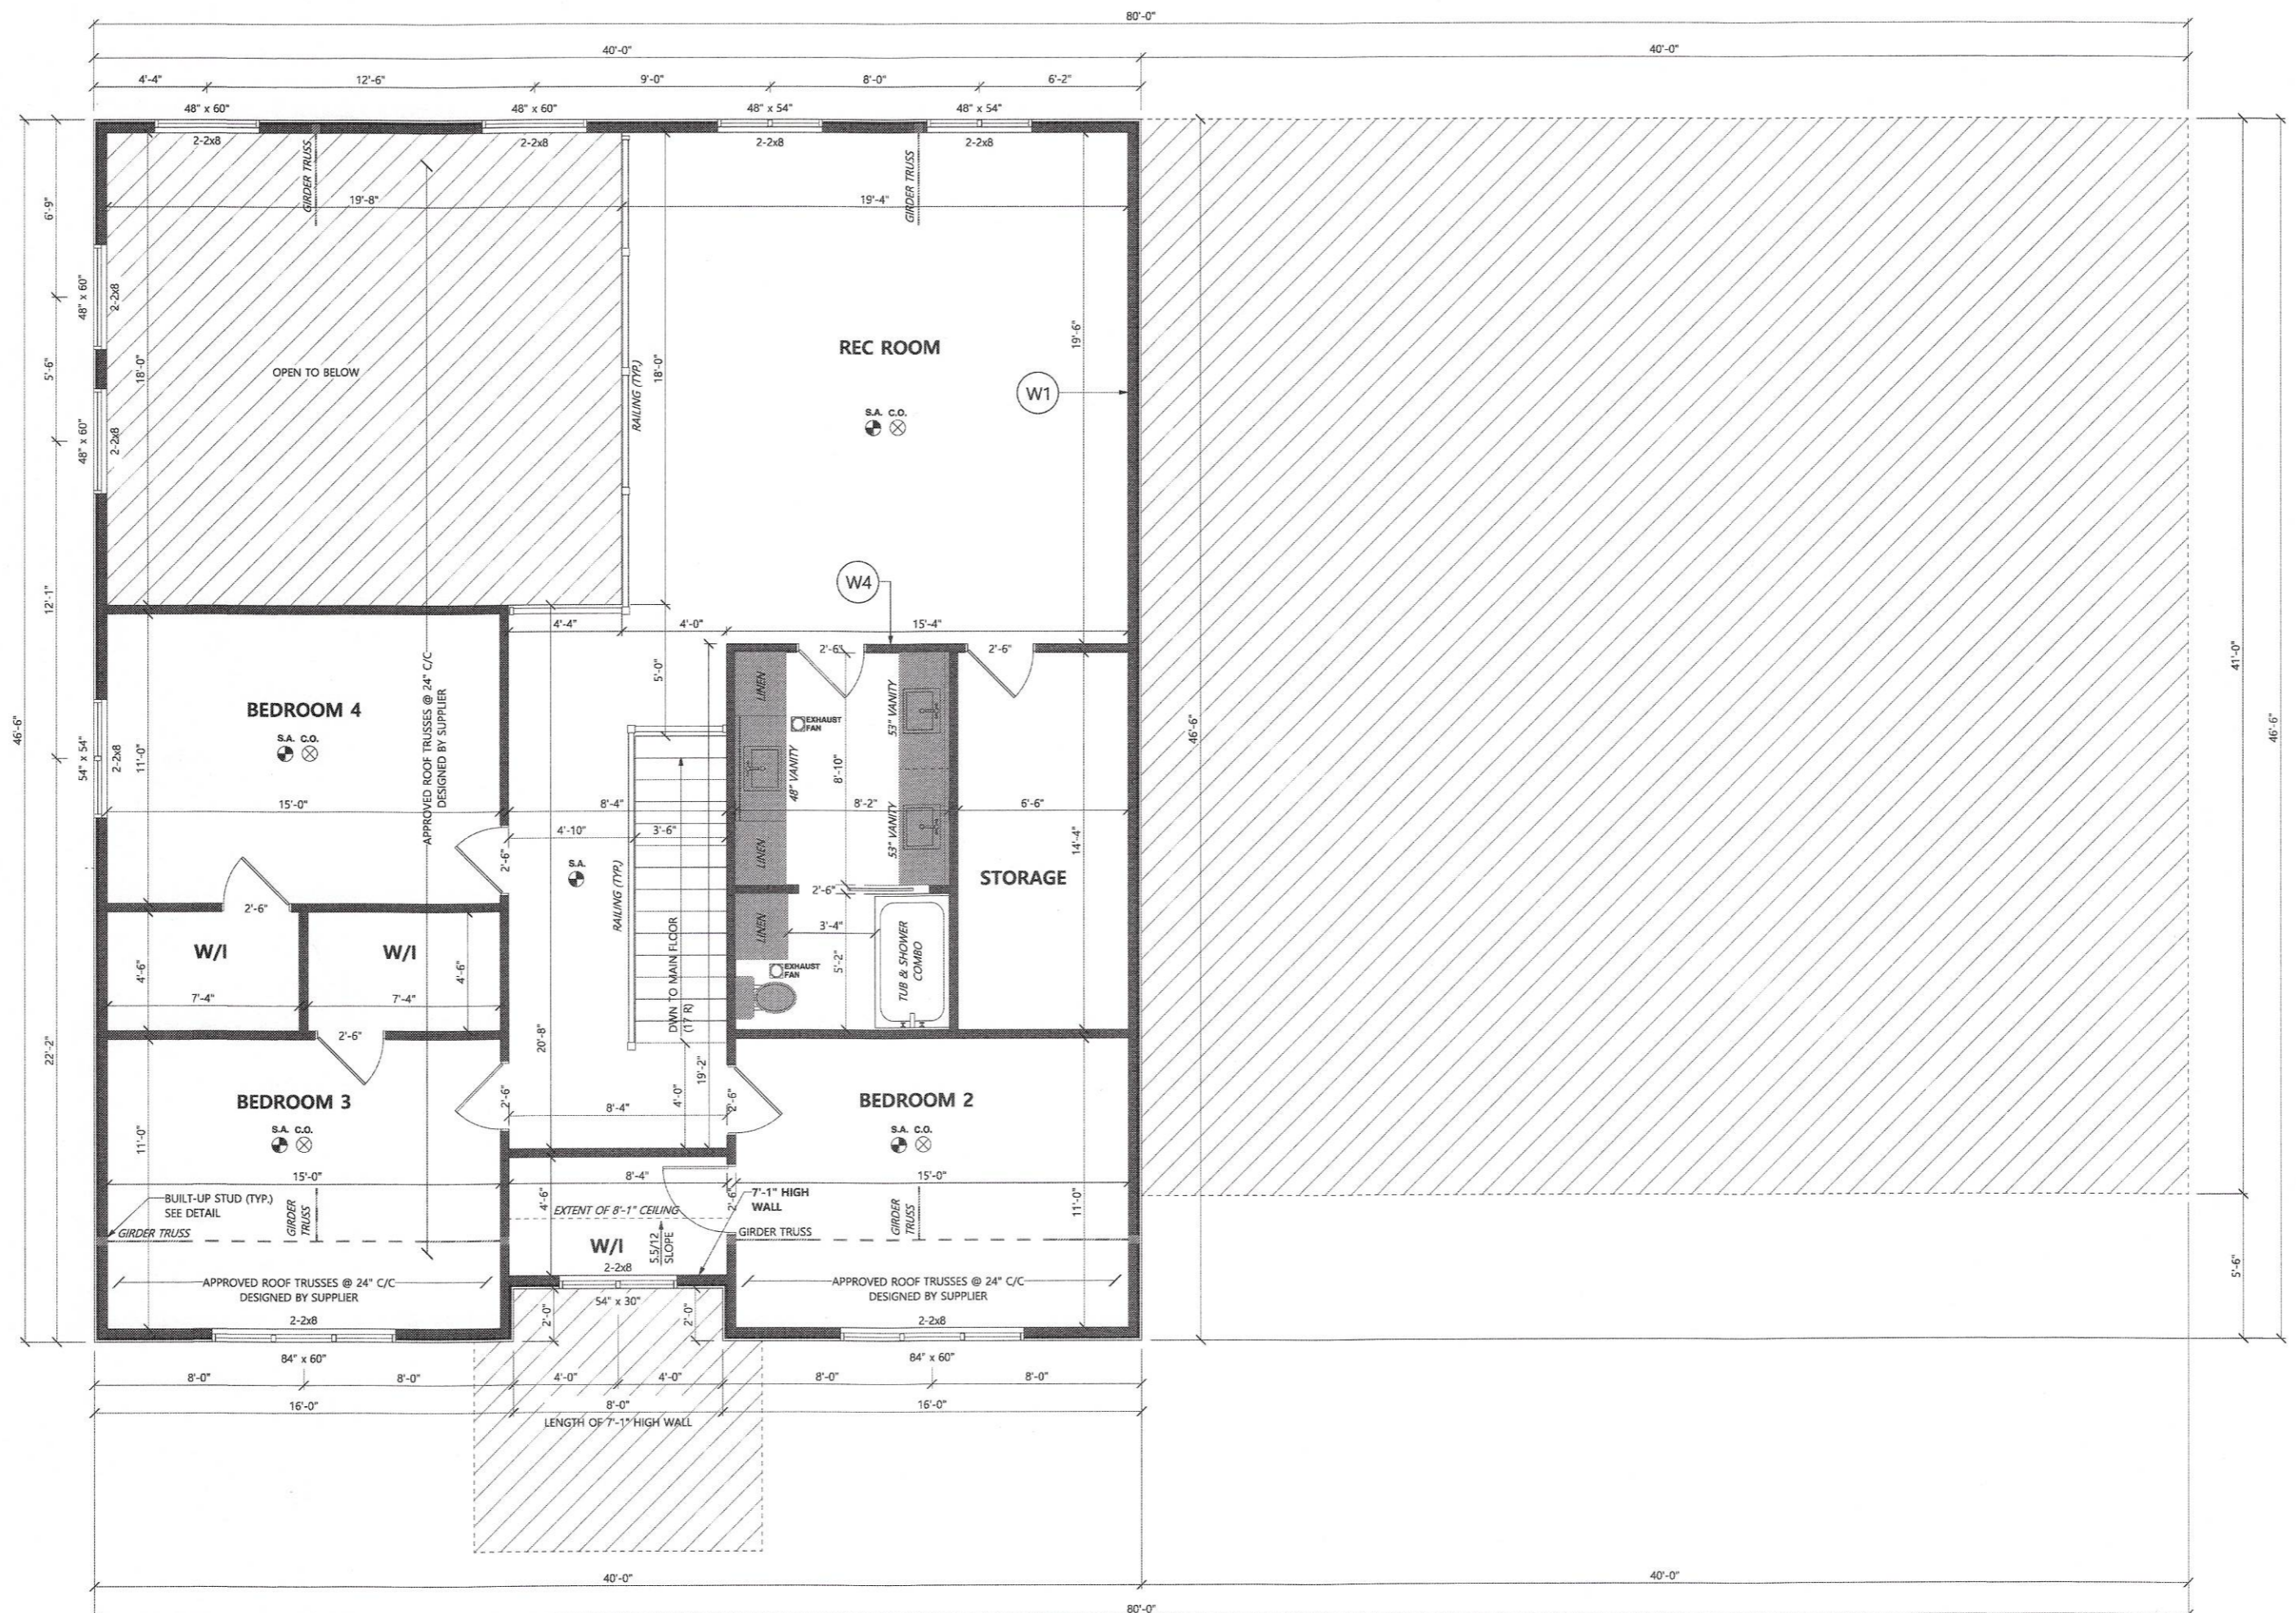 80'-0"
40'-0"
40'-0"
4'-4"
12'-6"
9'-0"
8'-0"
6'-2"
48" x 60"
48" x 60"
48" x 54"
48" x 54"
2-2x8
2-2x8
2-2x8
2-2x8
GIRDER TRUSS
GIRDER TRUSS
19'-8"
19'-4"
6'-9"
48" x 60"
2-2x8
5'-6"
18'-0"
OPEN TO BELOW
RAILING (TYP.)
18'-0"
REC ROOM
19'-6"
W1
S.A. C.O.
48" x 60"
2-2x8
12'-1"
W4
4'-4"
4'-0"
15'-4"
2'-6"
2'-6"
41'-0"
5'-0"
LINEN
53" VANITY
EXHAUST
FAN
BEDROOM 4
S.A. C.O.
APPROVED ROOF TRUSSES @ 24" C/C
DESIGNED BY SUPPLIER
46'-6"
54" x 54"
2-2x8
11'-0"
48" VANITY
8'-10"
46'-6"
46'-6"
15'-0"
8'-4"
8'-2"
6'-6"
4'-10"
3'-6"
53" VANITY
14'-4"
2'-6"
S.A.
RAILING (TYP.)
LINEN
STORAGE
2'-6"
2'-6"
W/I
W/I
LINEN
3'-4"
TUB & SHOWER
COMBO
4'-6"
4'-6"
EXHAUST
FAN
5'-2"
7'-4"
7'-4"
DWN TO MAIN FLOOR
(17 R)
22'-2"
2'-6"
20'-8"
19'-2"
BEDROOM 3
S.A. C.O.
2'-6"
8'-4"
4'-0"
2'-6"
BEDROOM 2
S.A. C.O.
11'-0"
15'-0"
8'-4"
15'-0"
BUILT-UP STUD (TYP.)
SEE DETAIL
GIRDER
TRUSS
4'-6"
2'-6"
7'-1" HIGH
WALL
GIRDER
TRUSS
11'-0"
EXTENT OF 8'-1" CEILING
GIRDER TRUSS
GIRDER TRUSS
W/I
5.5/12
SLOPE
5'-6"
2-2x8
APPROVED ROOF TRUSSES @ 24" C/C
DESIGNED BY SUPPLIER
APPROVED ROOF TRUSSES @ 24" C/C
DESIGNED BY SUPPLIER
54" x 30"
2'-0"
2'-0"
2-2x8
2-2x8
84" x 60"
84" x 60"
8'-0"
8'-0"
4'-0"
4'-0"
8'-0"
8'-0"
16'-0"
8'-0"
16'-0"
LENGTH OF 7'-1" HIGH WALL
40'-0"
40'-0"
80'-0"